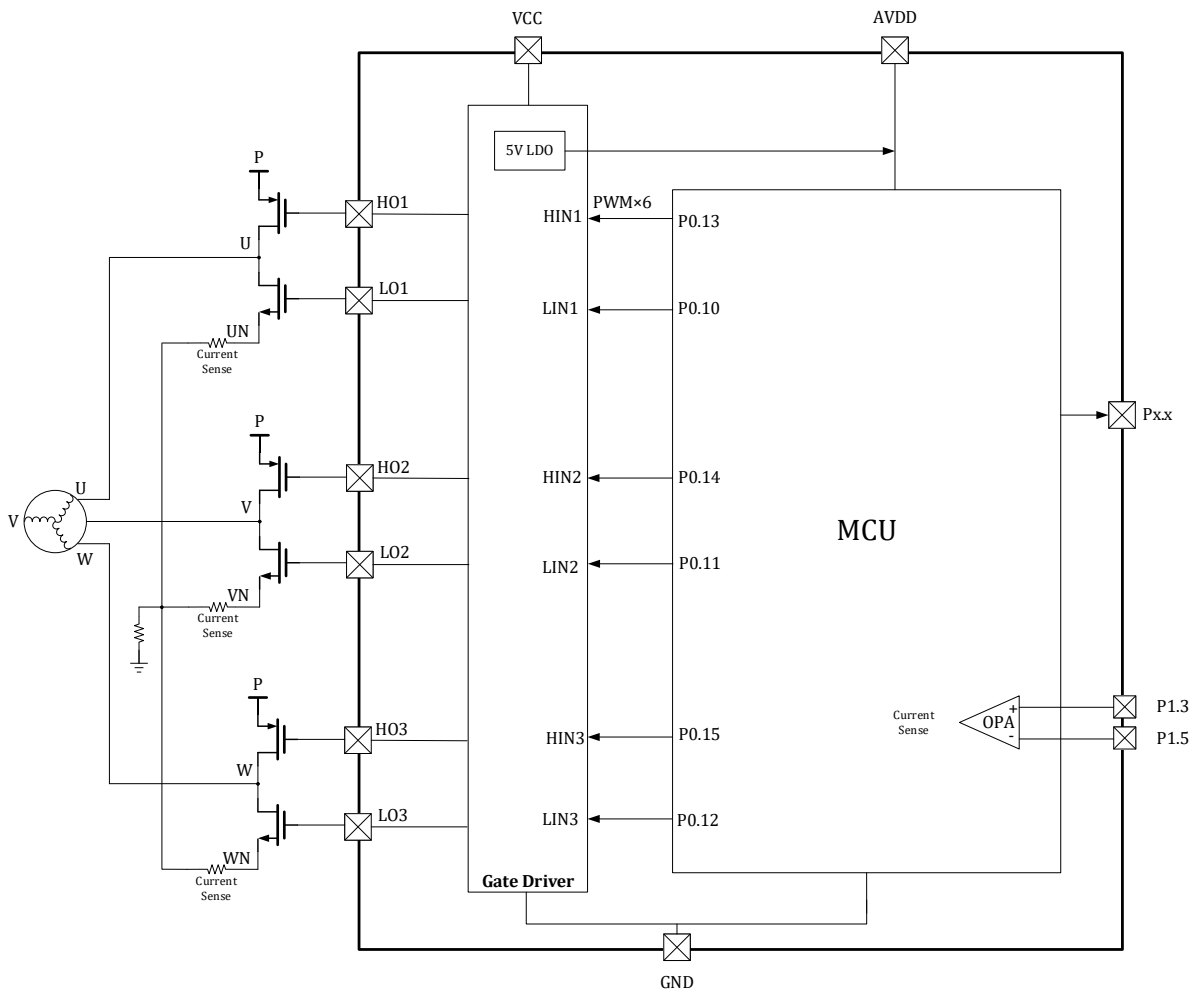 VCC
AVDD
5V LDO
P
HO1
HIN1
PWM×6
P0.13
U
LO1
LIN1
P0.10
UN
Current
Sense
Px.x
P
HO2
HIN2
P0.14
U
V
V
MCU
W
LO2
LIN2
P0.11
VN
Current
Sense
P
HO3
HIN3
P0.15
Current
Sense
OPA
+
-
P1.3
P1.5
W
LO3
LIN3
P0.12
WN
Current
Sense
Gate Driver
GND